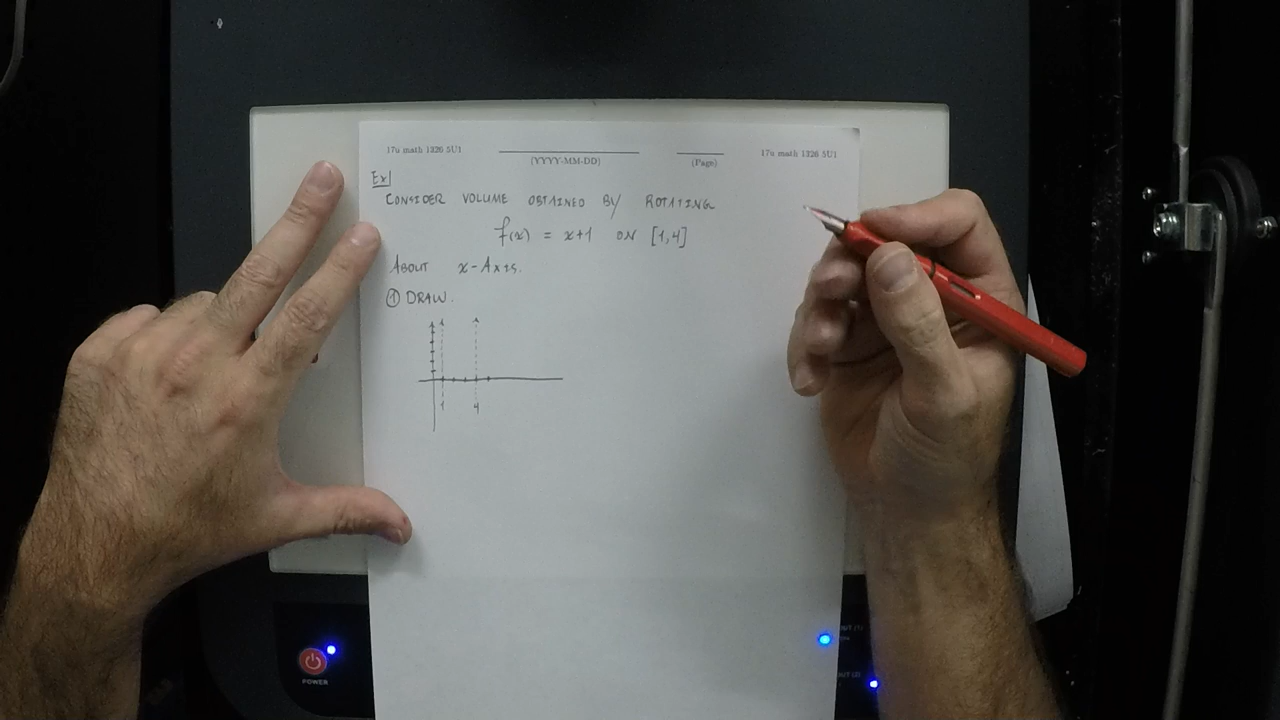 17u math 1326 5U1 (YYYY-MM-DD) (Page) 17u math 1326 5U1
Ex1
CONSIDER VOLUME OBTAINED BY ROTATING
f(x) = x+1 ON [1,4]
ABOUT x-AXIS.
① DRAW.
1 4
POWER